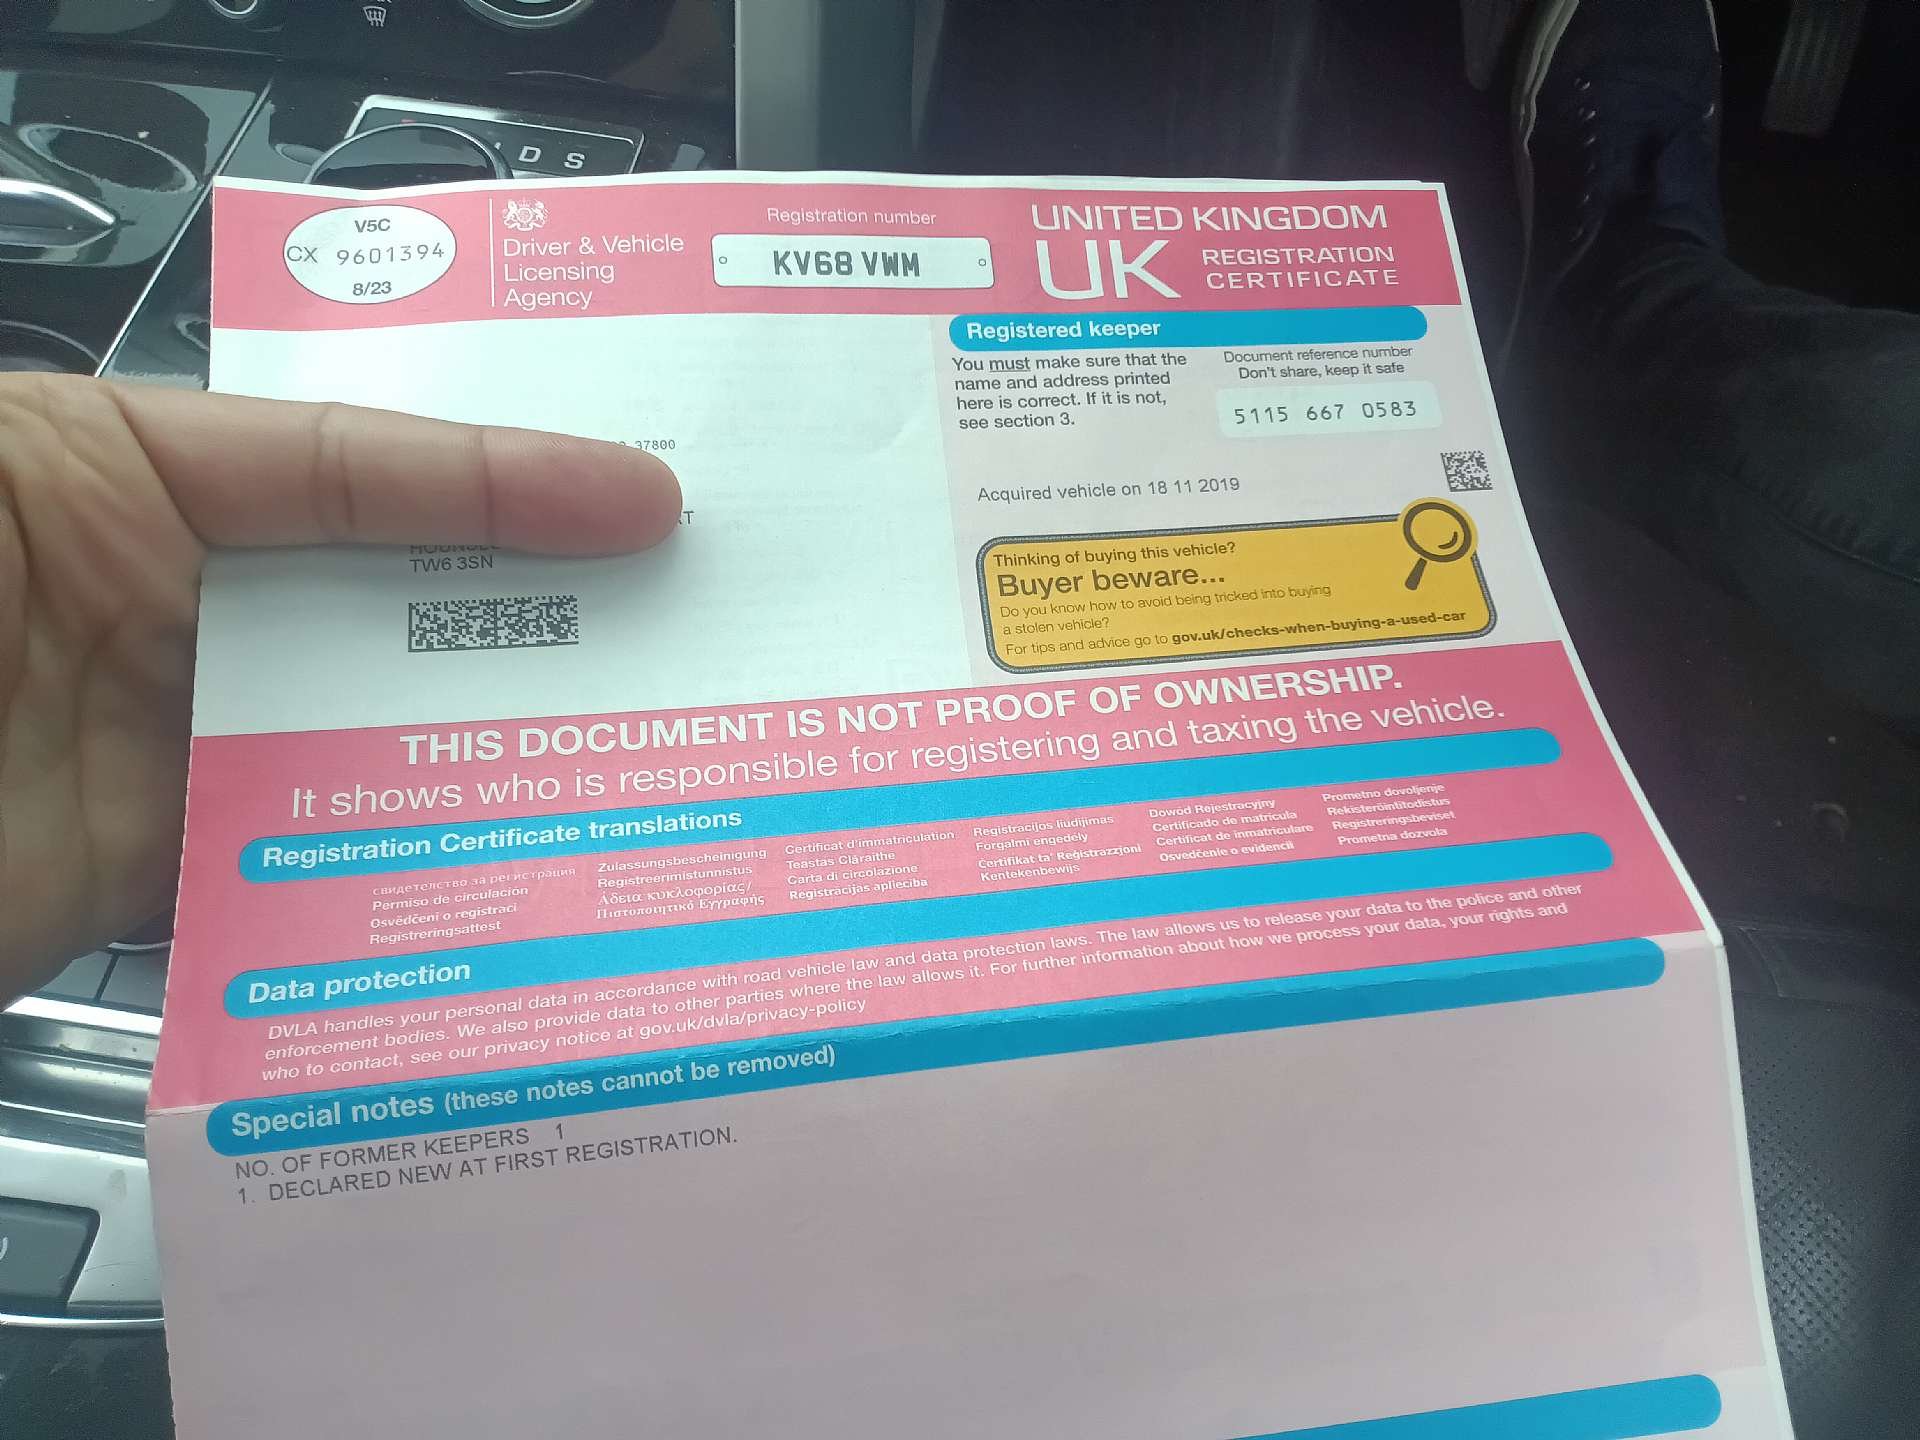 D S
V5C
CX 9601394
8/23
Driver & Vehicle
Licensing
Agency
Registration number
KV68 VWM
UNITED KINGDOM
UK REGISTRATION
CERTIFICATE
Registered keeper
You must make sure that the
name and address printed
here is correct. If it is not,
see section 3.
Document reference number
Don't share, keep it safe
5115 667 0583
37800
TW6 3SN
Acquired vehicle on 18 11 2019
Thinking of buying this vehicle?
Buyer beware...
Do you know how to avoid being tricked into buying
a stolen vehicle?
For tips and advice go to gov.uk/checks-when-buying-a-used-car
THIS DOCUMENT IS NOT PROOF OF OWNERSHIP.
It shows who is responsible for registering and taxing the vehicle.
Registration Certificate translations
свидетелство за регистрация
Permiso de circulación
Osvědčení o registraci
Registreringsattest
Zulassungsbescheinigung
Registreerimistunnistus
Άδεια κυκλοφορίας/
Πιστοποιητικό Εγγραφής
Certificat d'immatriculation
Teastas Cláraithe
Carta di circolazione
Reģistrācijas apliecība
Registracijos liudijimas
Forgalmi engedély
Ċertifikat ta' Reġistrazzjoni
Kentekenbewijs
Dowód Rejestracyjny
Certificado de matrícula
Certificat de inmatriculare
Osvedčenie o evidencii
Prometno dovoljenje
Rekisteröintitodistus
Registreringsbeviset
Prometna dozvola
Data protection
DVLA handles your personal data in accordance with road vehicle law and data protection laws. The law allows us to release your data to the police and other
enforcement bodies. We also provide data to other parties where the law allows it. For further information about how we process your data, your rights and
who to contact, see our privacy notice at gov.uk/dvla/privacy-policy
Special notes (these notes cannot be removed)
NO. OF FORMER KEEPERS 1
1. DECLARED NEW AT FIRST REGISTRATION.